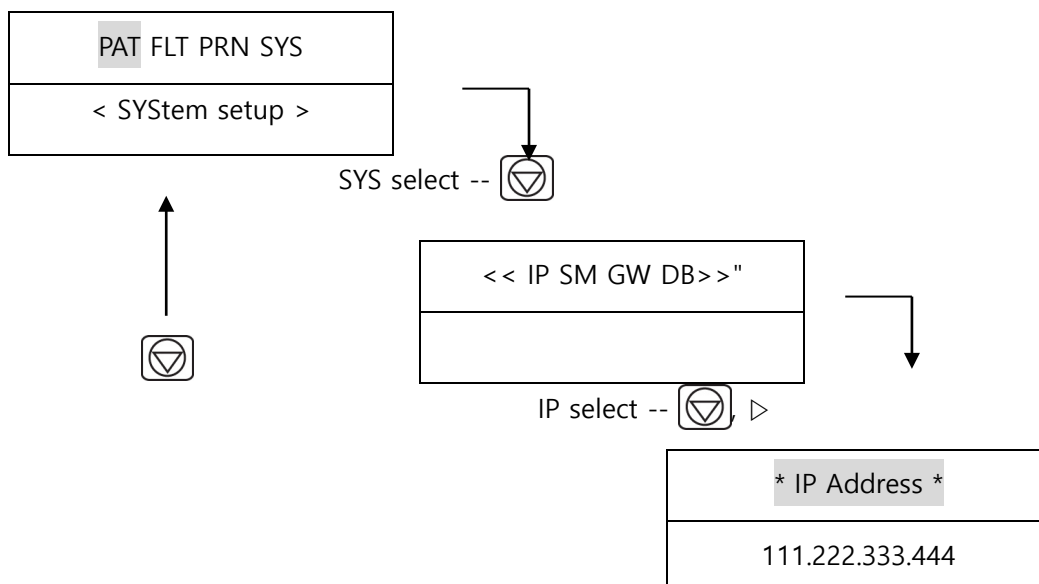 PAT FLT PRN SYS
< SYStem setup >
SYS select --
<< IP SM GW DB>>"
IP select -- , ▷
* IP Address *
111.222.333.444